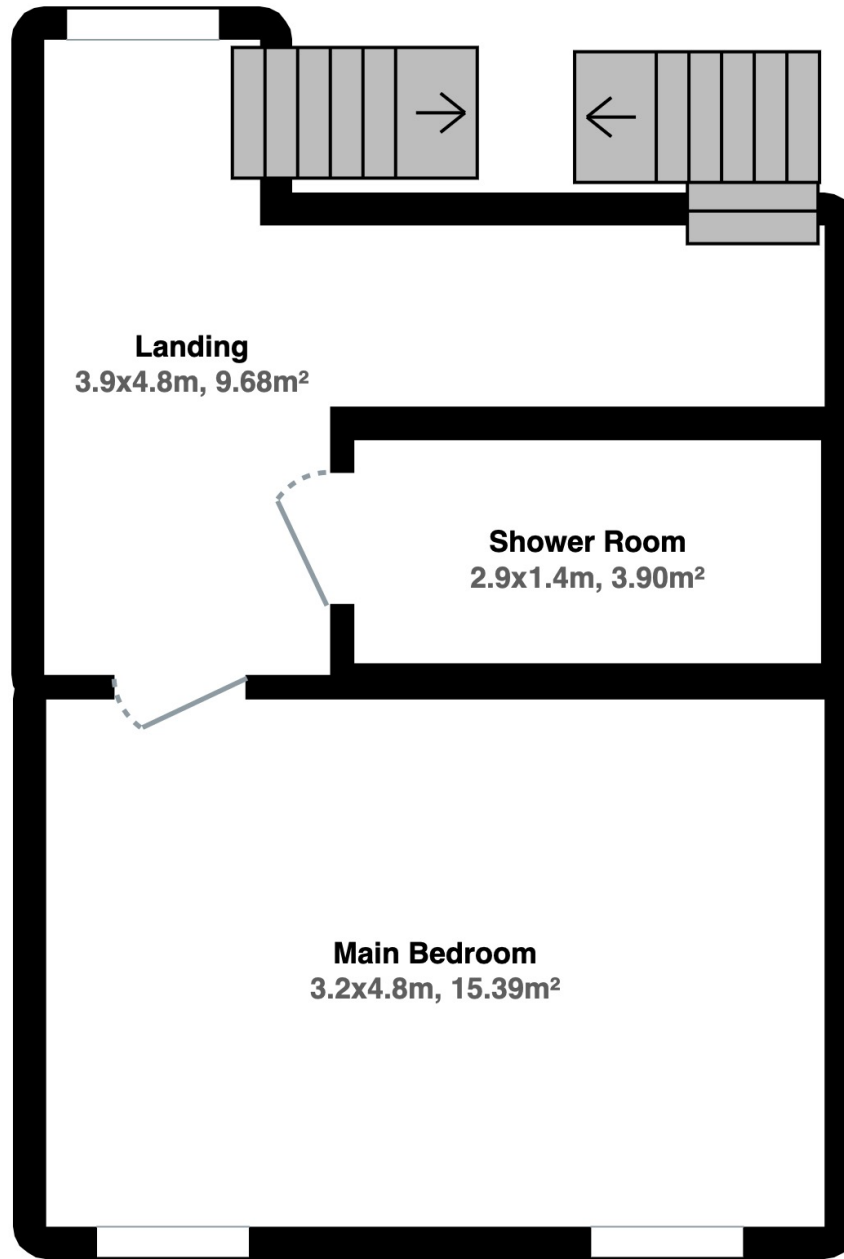 Landing
3.9x4.8m, 9.68m²
Shower Room
2.9x1.4m, 3.90m²
Main Bedroom
3.2x4.8m, 15.39m²